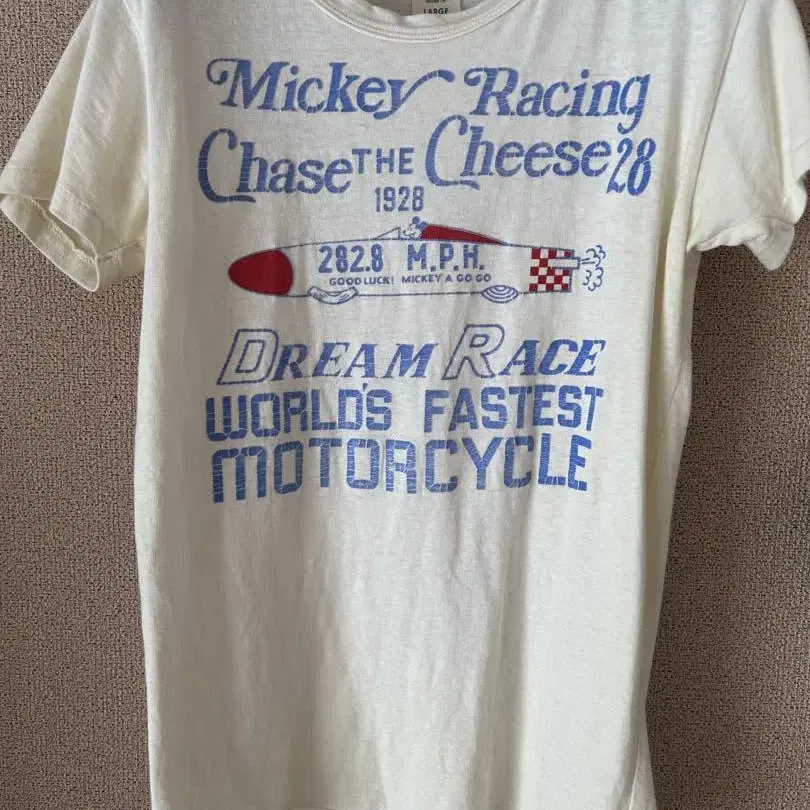 LARGE
Mickey Racing
Chase THE Cheese 28
1928
282.8 M.P.H.
GOOD LUCK! MICKEY A GO GO
DREAM RACE
WORLD'S FASTEST
MOTORCYCLE